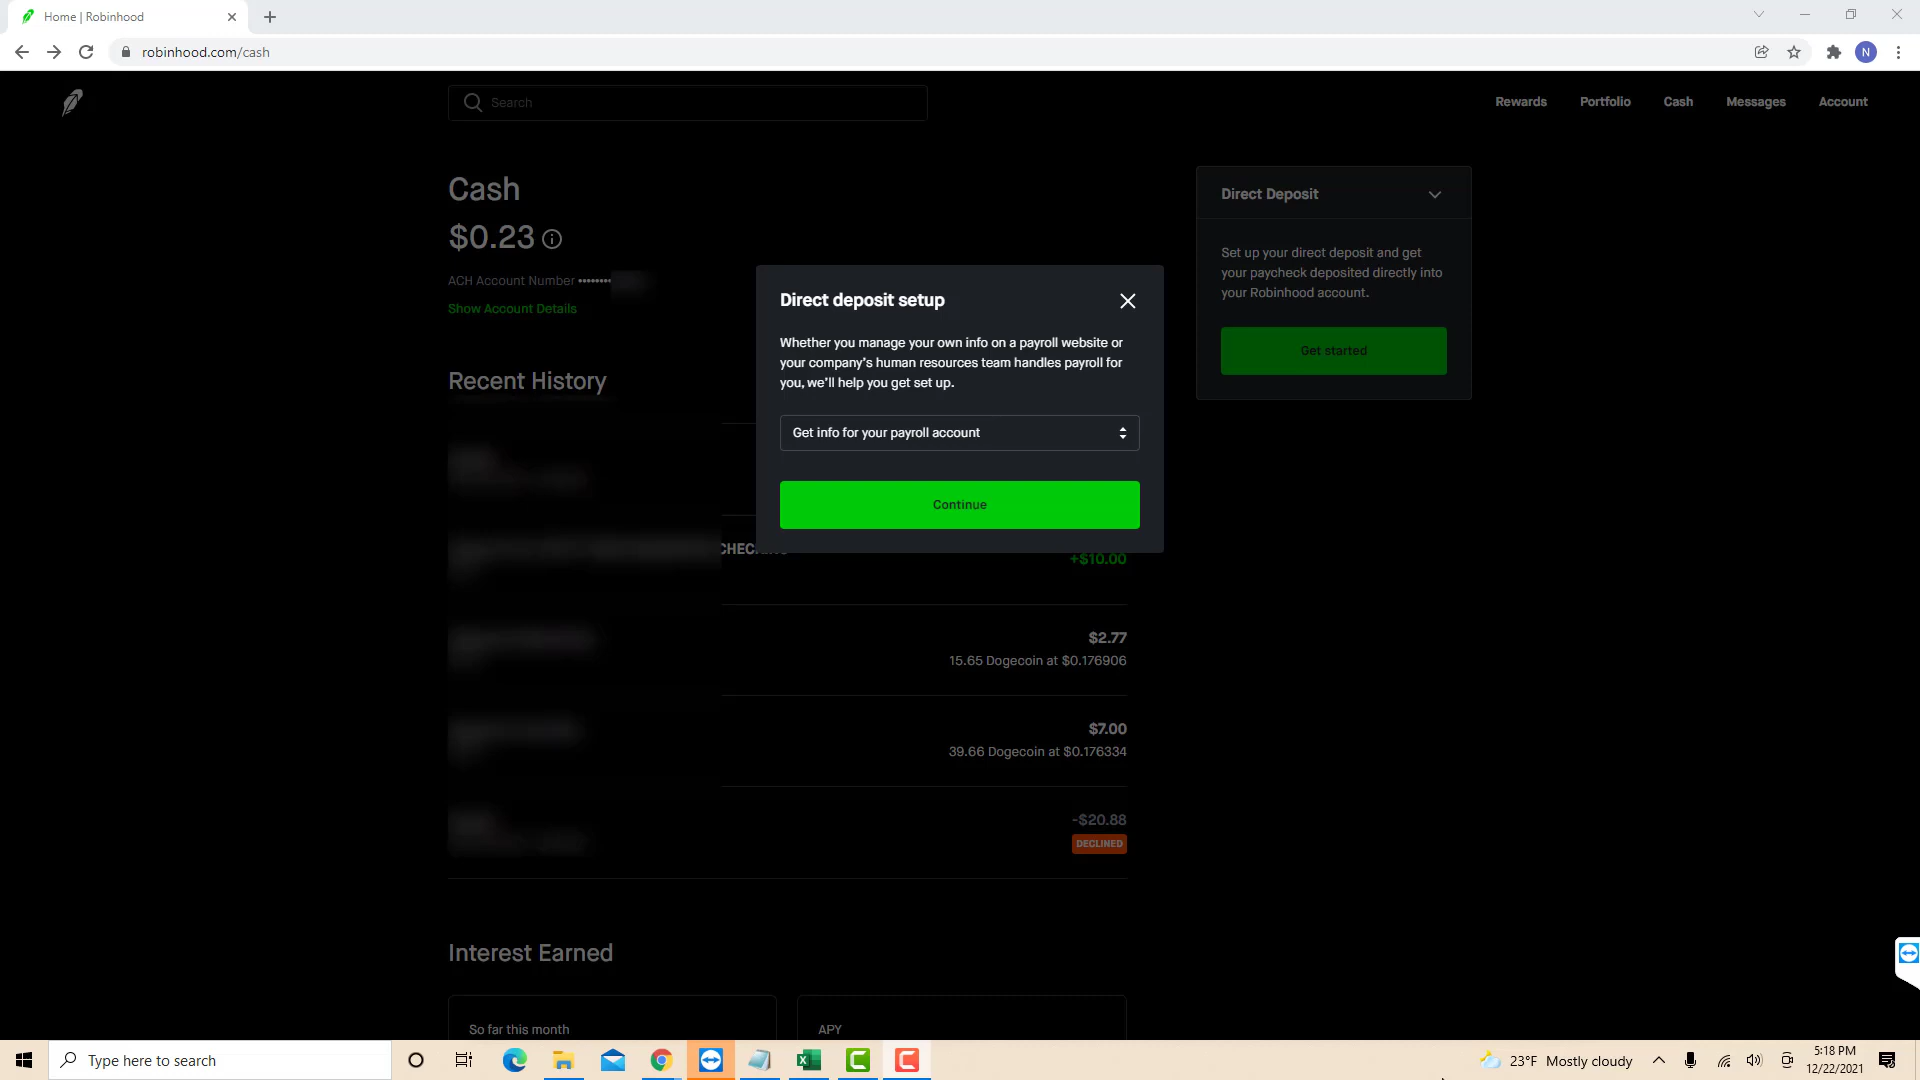 Home | Robinhood
robinhood.com/cash
N
Search
Rewards
Portfolio
Cash
Messages
Account
Cash
$0.23
ACH Account Number ••••••••
Show Account Details
Recent History
Direct Deposit
Set up your direct deposit and get
your paycheck deposited directly into
your Robinhood account.
Get started
Direct deposit setup
Whether you manage your own info on a payroll website or
your company's human resources team handles payroll for
you, we'll help you get set up.
Get info for your payroll account
Continue
+$10.00
$2.77
15.65 Dogecoin at $0.176906
$7.00
39.66 Dogecoin at $0.176334
-$20.88
DECLINED
Interest Earned
So far this month
APY
Type here to search
23°F Mostly cloudy
5:18 PM
12/22/2021